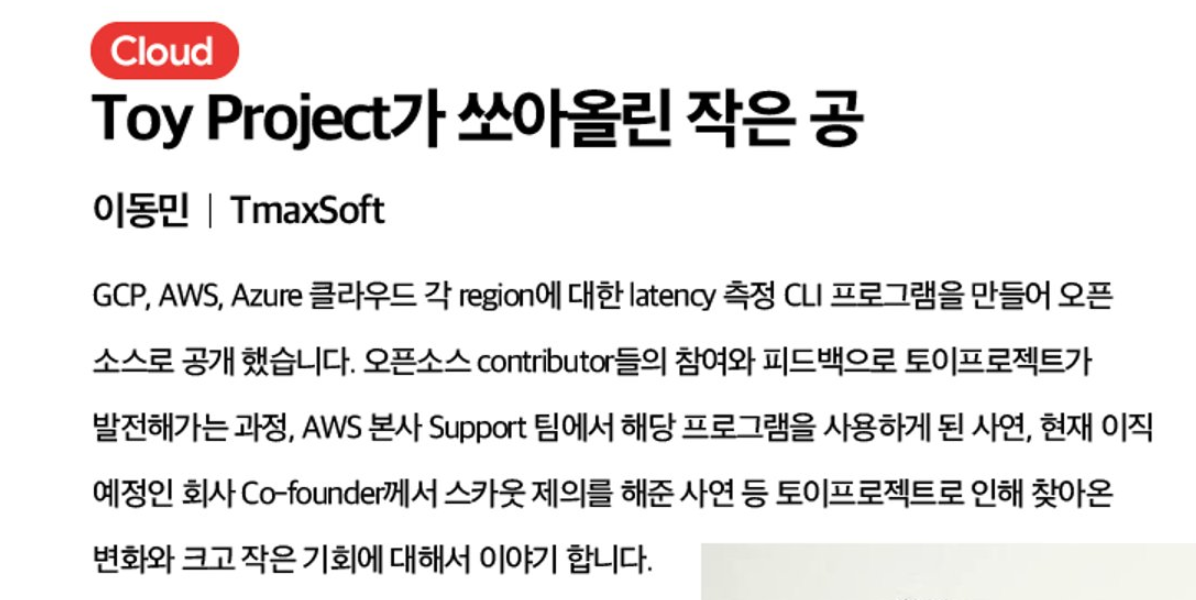 Cloud
Toy Project가 쏘아올린 작은 공
이동민 | TmaxSoft
GCP, AWS, Azure 클라우드 각 region에 대한 latency 측정 CLI 프로그램을 만들어 오픈
소스로 공개 했습니다. 오픈소스 contributor들의 참여와 피드백으로 토이프로젝트가
발전해가는 과정, AWS 본사 Support 팀에서 해당 프로그램을 사용하게 된 사연, 현재 이직
예정인 회사 Co-founder께서 스카웃 제의를 해준 사연 등 토이프로젝트로 인해 찾아온
변화와 크고 작은 기회에 대해서 이야기 합니다.